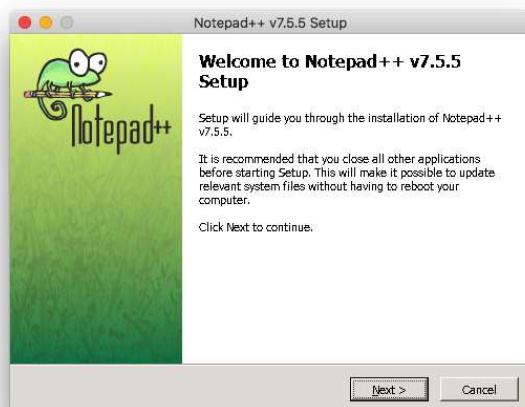 Notepad++ v7.5.5 Setup
Notepad++
Welcome to Notepad++ v7.5.5
Setup
Setup will guide you through the installation of Notepad++
v7.5.5.
It is recommended that you close all other applications
before starting Setup. This will make it possible to update
relevant system files without having to reboot your
computer.
Click Next to continue.
Next >
Cancel